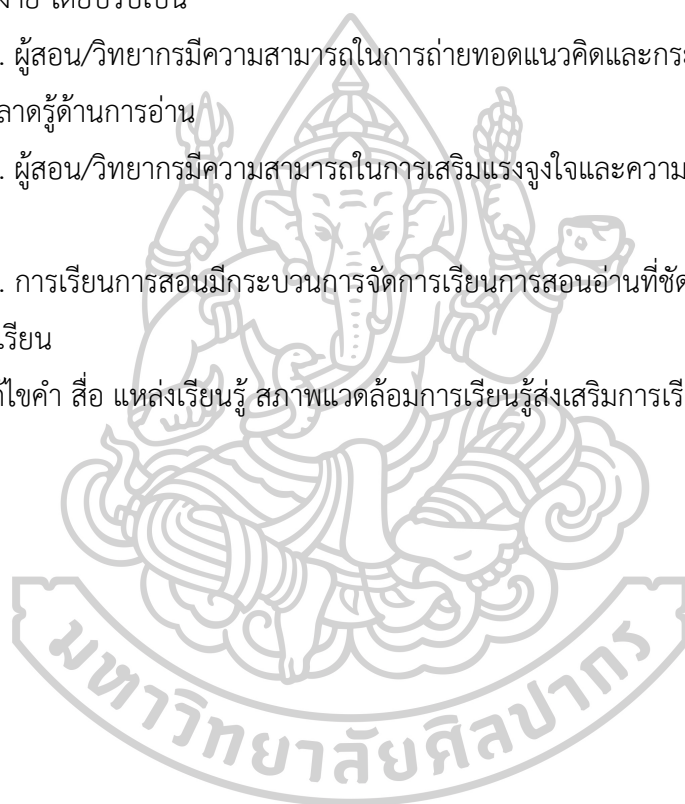 ง่าย โดยปรับเป็น
. ผู้สอน/วิทยากรมีความสามารถในการถ่ายทอดแนวคิดและกระ
ลาดรู้ด้านการอ่าน
. ผู้สอน/วิทยากรมีความสามารถในการเสริมแรงจูงใจและความ
. การเรียนการสอนมีกระบวนการจัดการเรียนการสอนอ่านที่ชัด
เรียน
ก้ไขคำ สื่อ แหล่งเรียนรู้ สภาพแวดล้อมการเรียนรู้ส่งเสริมการเรี
มหาวิทยาลัยศิลปากร